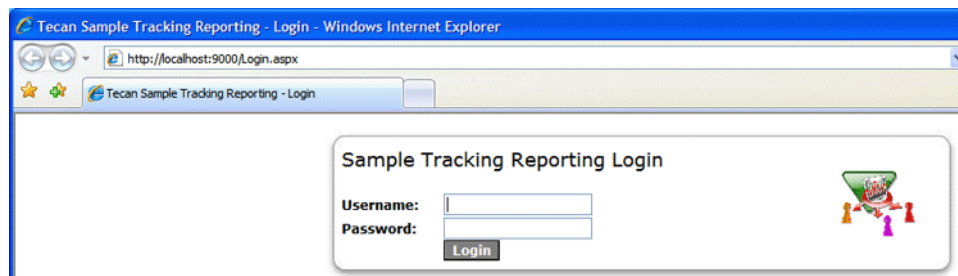 Tecan Sample Tracking Reporting - Login - Windows Internet Explorer
http://localhost:9000/Login.aspx
Tecan Sample Tracking Reporting - Login
Sample Tracking Reporting Login
Username:
Password:
Login